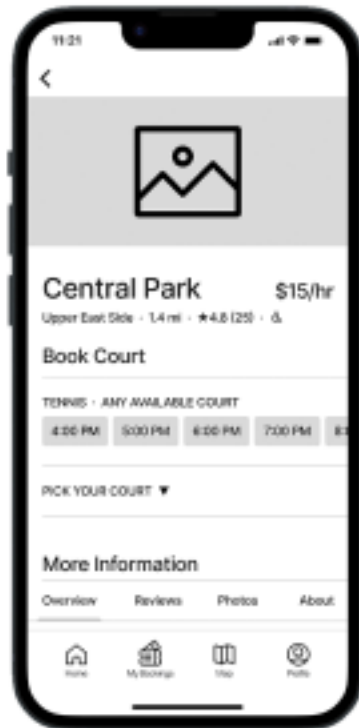 11:21
Central Park $15/hr
Upper East Side · 1.4 mi · ★4.8 (25) ·
Book Court
TENNIS · ANY AVAILABLE COURT
4:00 PM 5:00 PM 6:00 PM 7:00 PM
PICK YOUR COURT ▼
More Information
Overview Reviews Photos About
Home My Bookings Map Profile